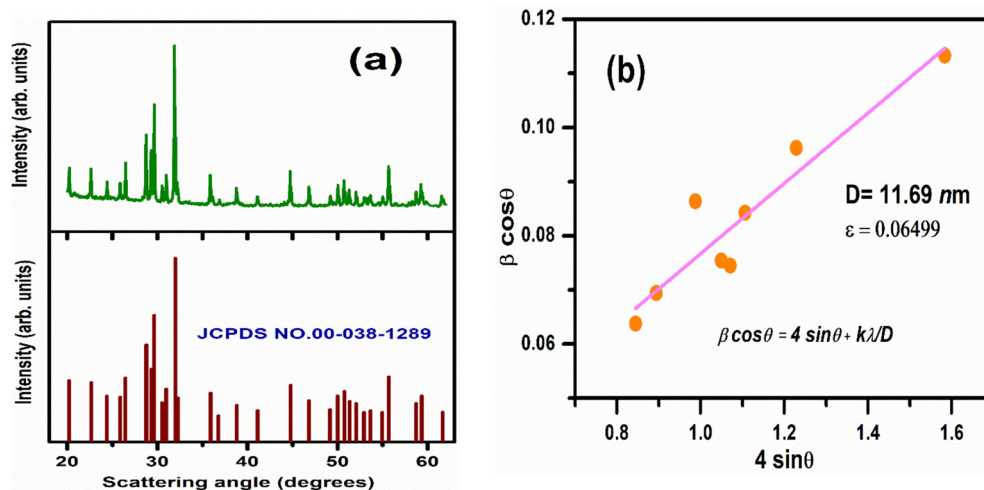 (a)
Intensity (arb. units)
JCPDS NO.00-038-1289
Intensity (arb. units)
20 30 40 50 60
Scattering angle (degrees)
(b)
0.12
0.10
0.08
0.06
β cosθ
D= 11.69 nm
ε = 0.06499
β cosθ = 4 sinθ + kλ/D
0.8 1.0 1.2 1.4 1.6
4 sinθ